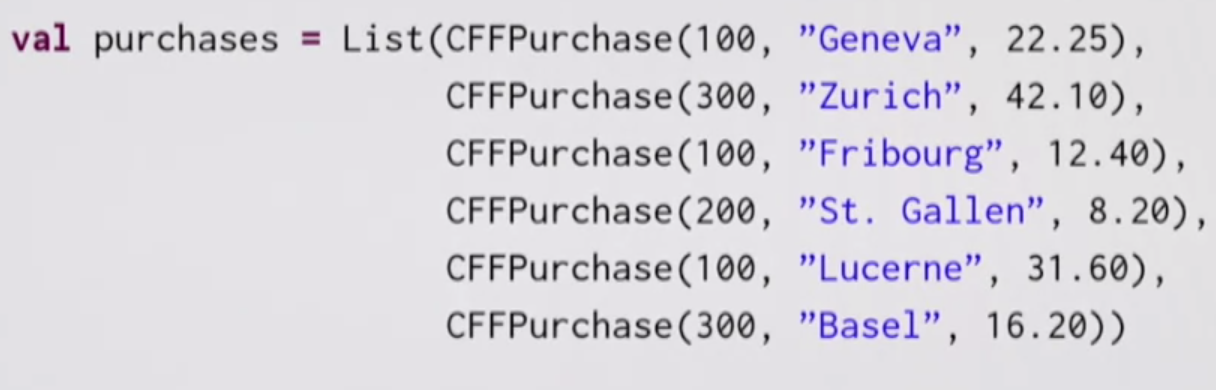 val purchases = List(CFFPurchase(100, ”Geneva”, 22.25),
CFFPurchase(300, ”Zurich”, 42.10),
CFFPurchase(100, ”Fribourg”, 12.40),
CFFPurchase(200, ”St. Gallen”, 8.20),
CFFPurchase(100, ”Lucerne”, 31.60),
CFFPurchase(300, ”Basel”, 16.20))